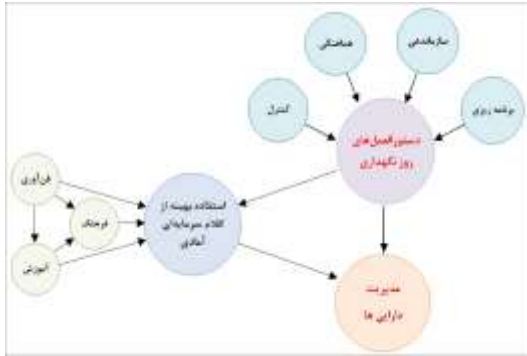 هماهنگی
سازماندهی
کنترل
برنامه ریزی
دستورالعمل‌های
روز نگهداری
فن‌آوری
فرهنگ
آموزش
استفاده بهینه از
اقلام سرمایه‌ای
آمادی
مدیریت
دارایی ها